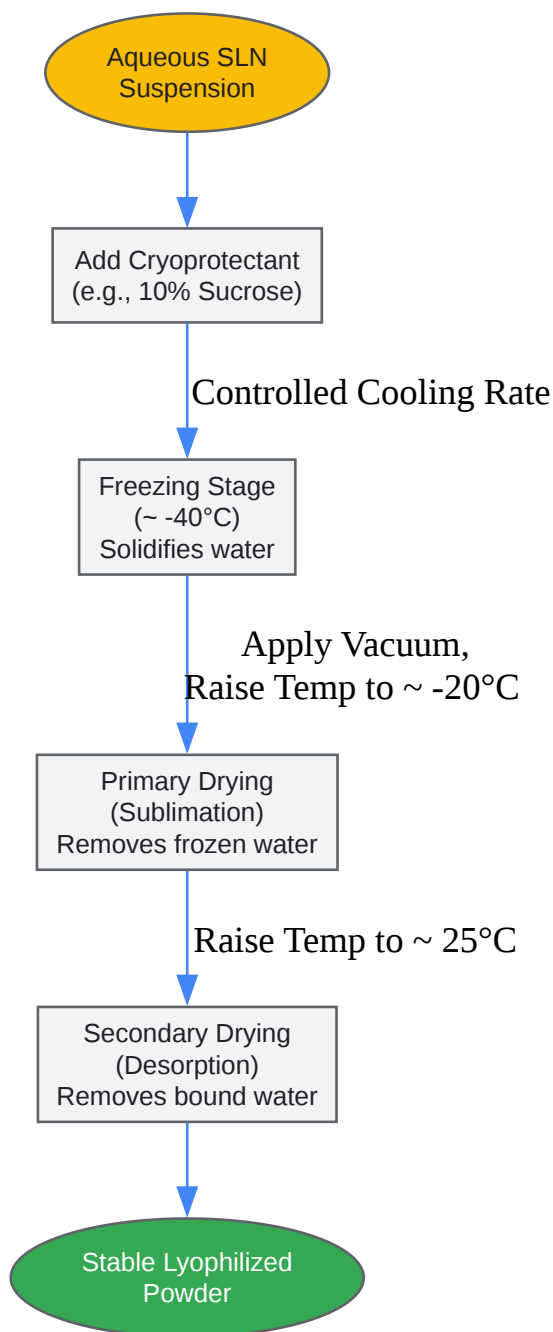 Aqueous SLN
Suspension
Add Cryoprotectant
(e.g., 10% Sucrose)
Controlled Cooling Rate
Freezing Stage
(~ -40°C)
Solidifies water
Apply Vacuum,
Raise Temp to ~ -20°C
Primary Drying
(Sublimation)
Removes frozen water
Raise Temp to ~ 25°C
Secondary Drying
(Desorption)
Removes bound water
Stable Lyophilized
Powder